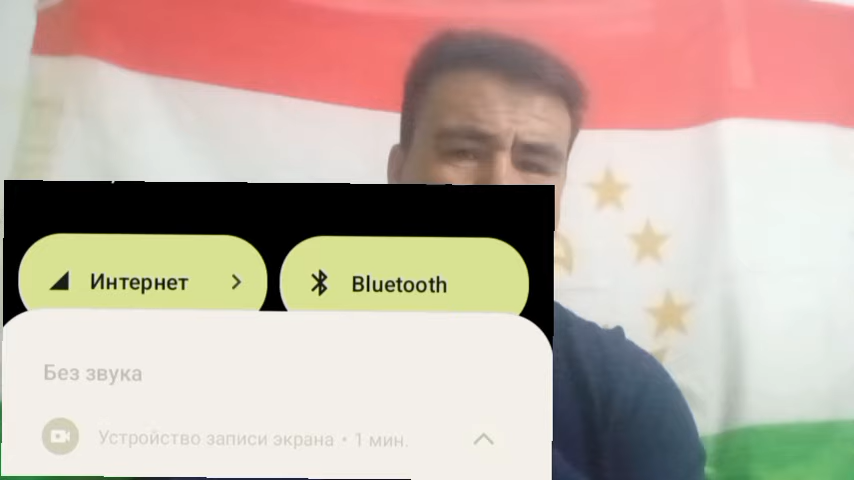 Интернет
Bluetooth
Без звука
Устройство записи экрана • 1 мин.